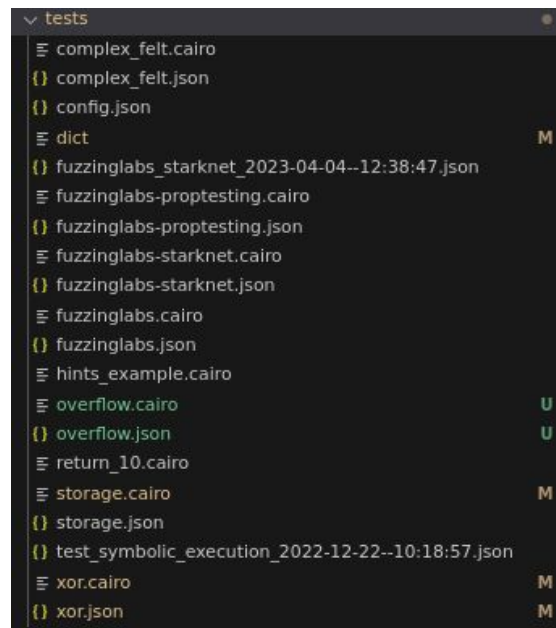 tests
complex_felt.cairo
{} complex_felt.json
{} config.json
dict M
{} fuzzinglabs_starknet_2023-04-04--12:38:47.json
fuzzinglabs-proptesting.cairo
{} fuzzinglabs-proptesting.json
fuzzinglabs-starknet.cairo
{} fuzzinglabs-starknet.json
fuzzinglabs.cairo
{} fuzzinglabs.json
hints_example.cairo
overflow.cairo U
{} overflow.json U
return_10.cairo
storage.cairo M
{} storage.json
{} test_symbolic_execution_2022-12-22--10:18:57.json
xor.cairo M
{} xor.json M